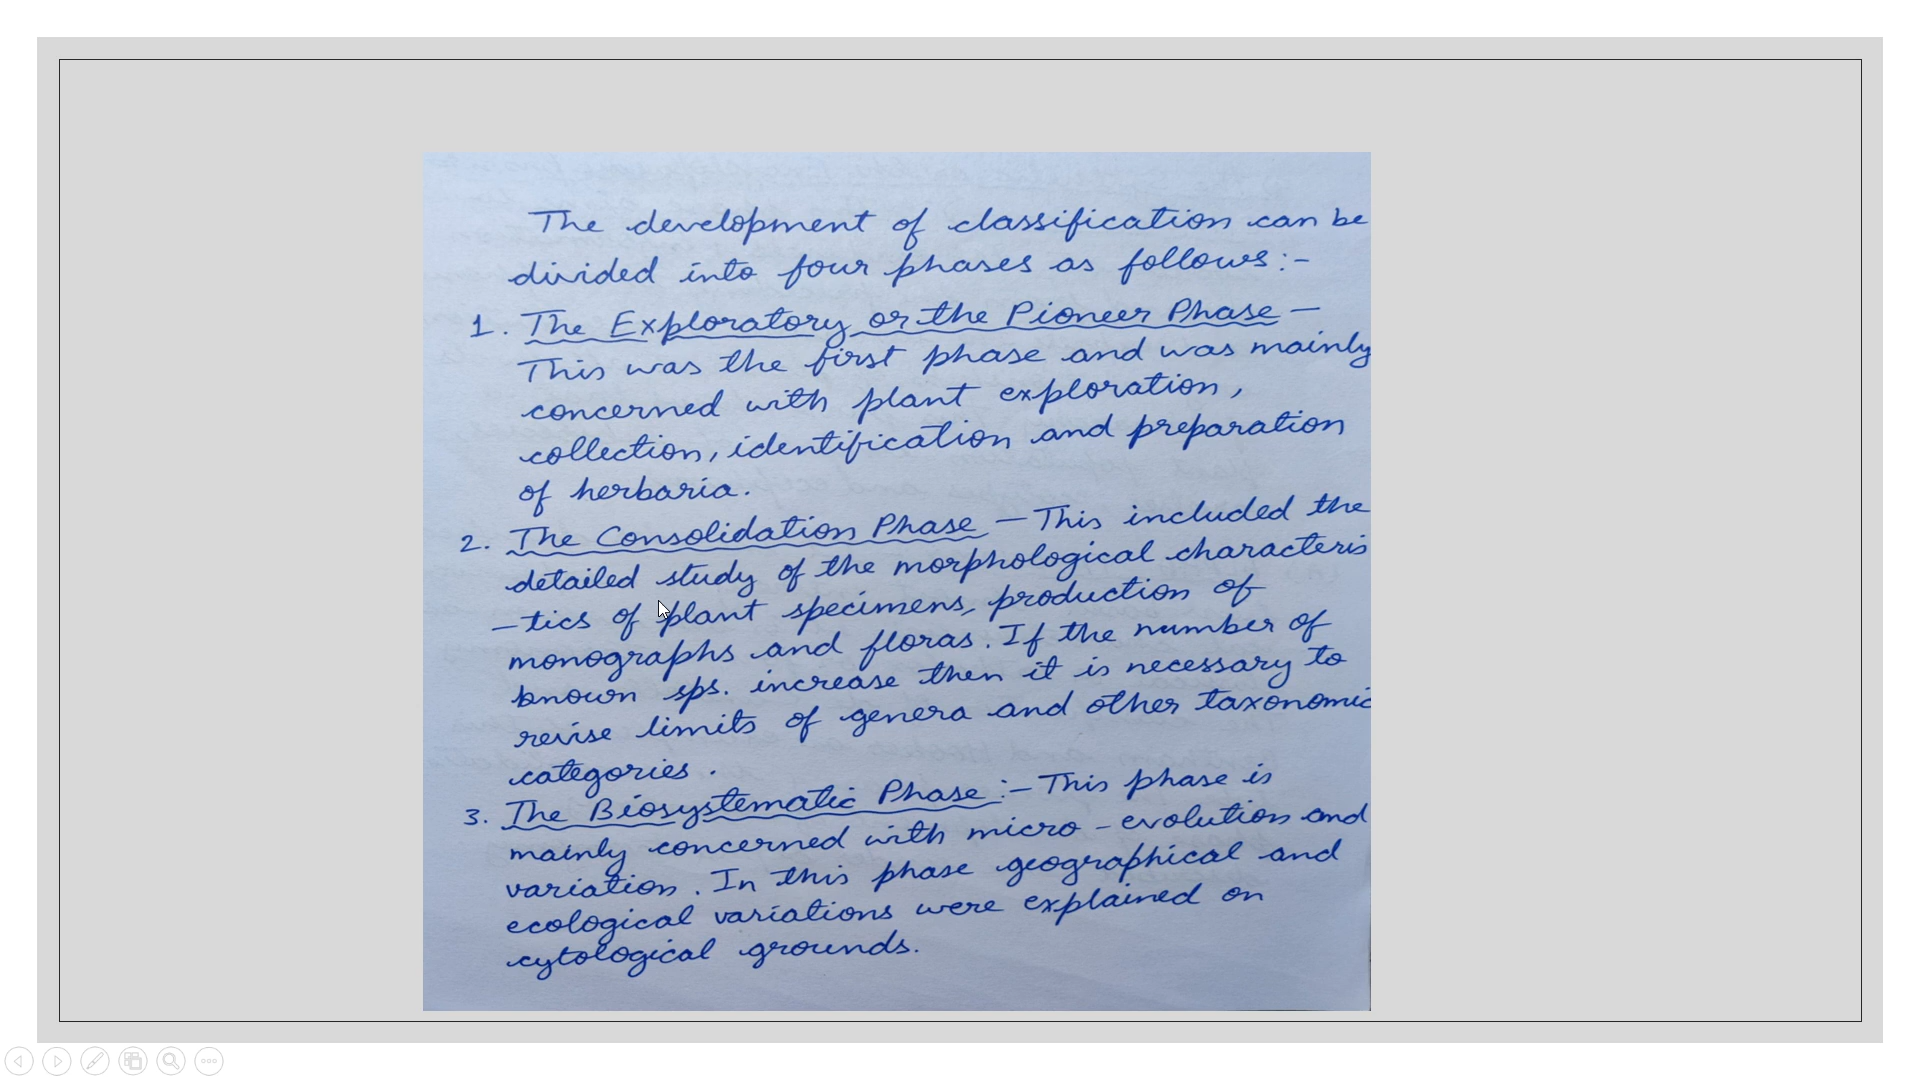 The development of classification can be
divided into four phases as follows:-
1. The Exploratory or the Pioneer Phase -
This was the first phase and was mainly
concerned with plant exploration,
collection, identification and preparation
of herbaria.
2. The Consolidation Phase - This included the
detailed study of the morphological characteris
-tics of plant specimens, production of
monographs and floras. If the number of
known sps. increase then it is necessary to
revise limits of genera and other taxonomic
categories.
3. The Biosystematic Phase :- This phase is
mainly concerned with micro-evolution and
variation. In this phase geographical and
ecological variations were explained on
cytological grounds.